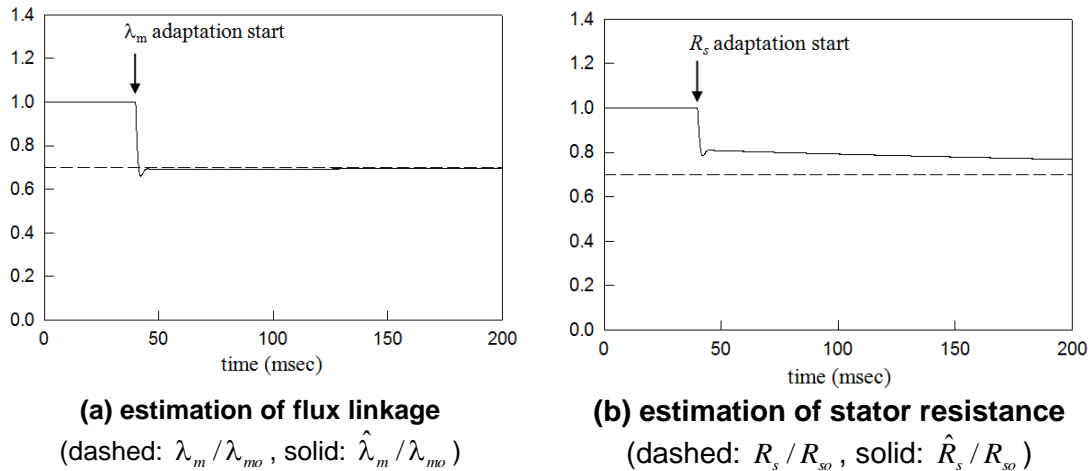 1.4
1.2
1.0
0.8
0.6
0.4
0.2
0.0
λm adaptation start
0 50 100 150 200
time (msec)
(a) estimation of flux linkage
(dashed: λm / λmo , solid: λ̂m / λmo )
1.4
1.2
1.0
0.8
0.6
0.4
0.2
0.0
Rs adaptation start
0 50 100 150 200
time (msec)
(b) estimation of stator resistance
(dashed: Rs / Rso , solid: R̂s / Rso )